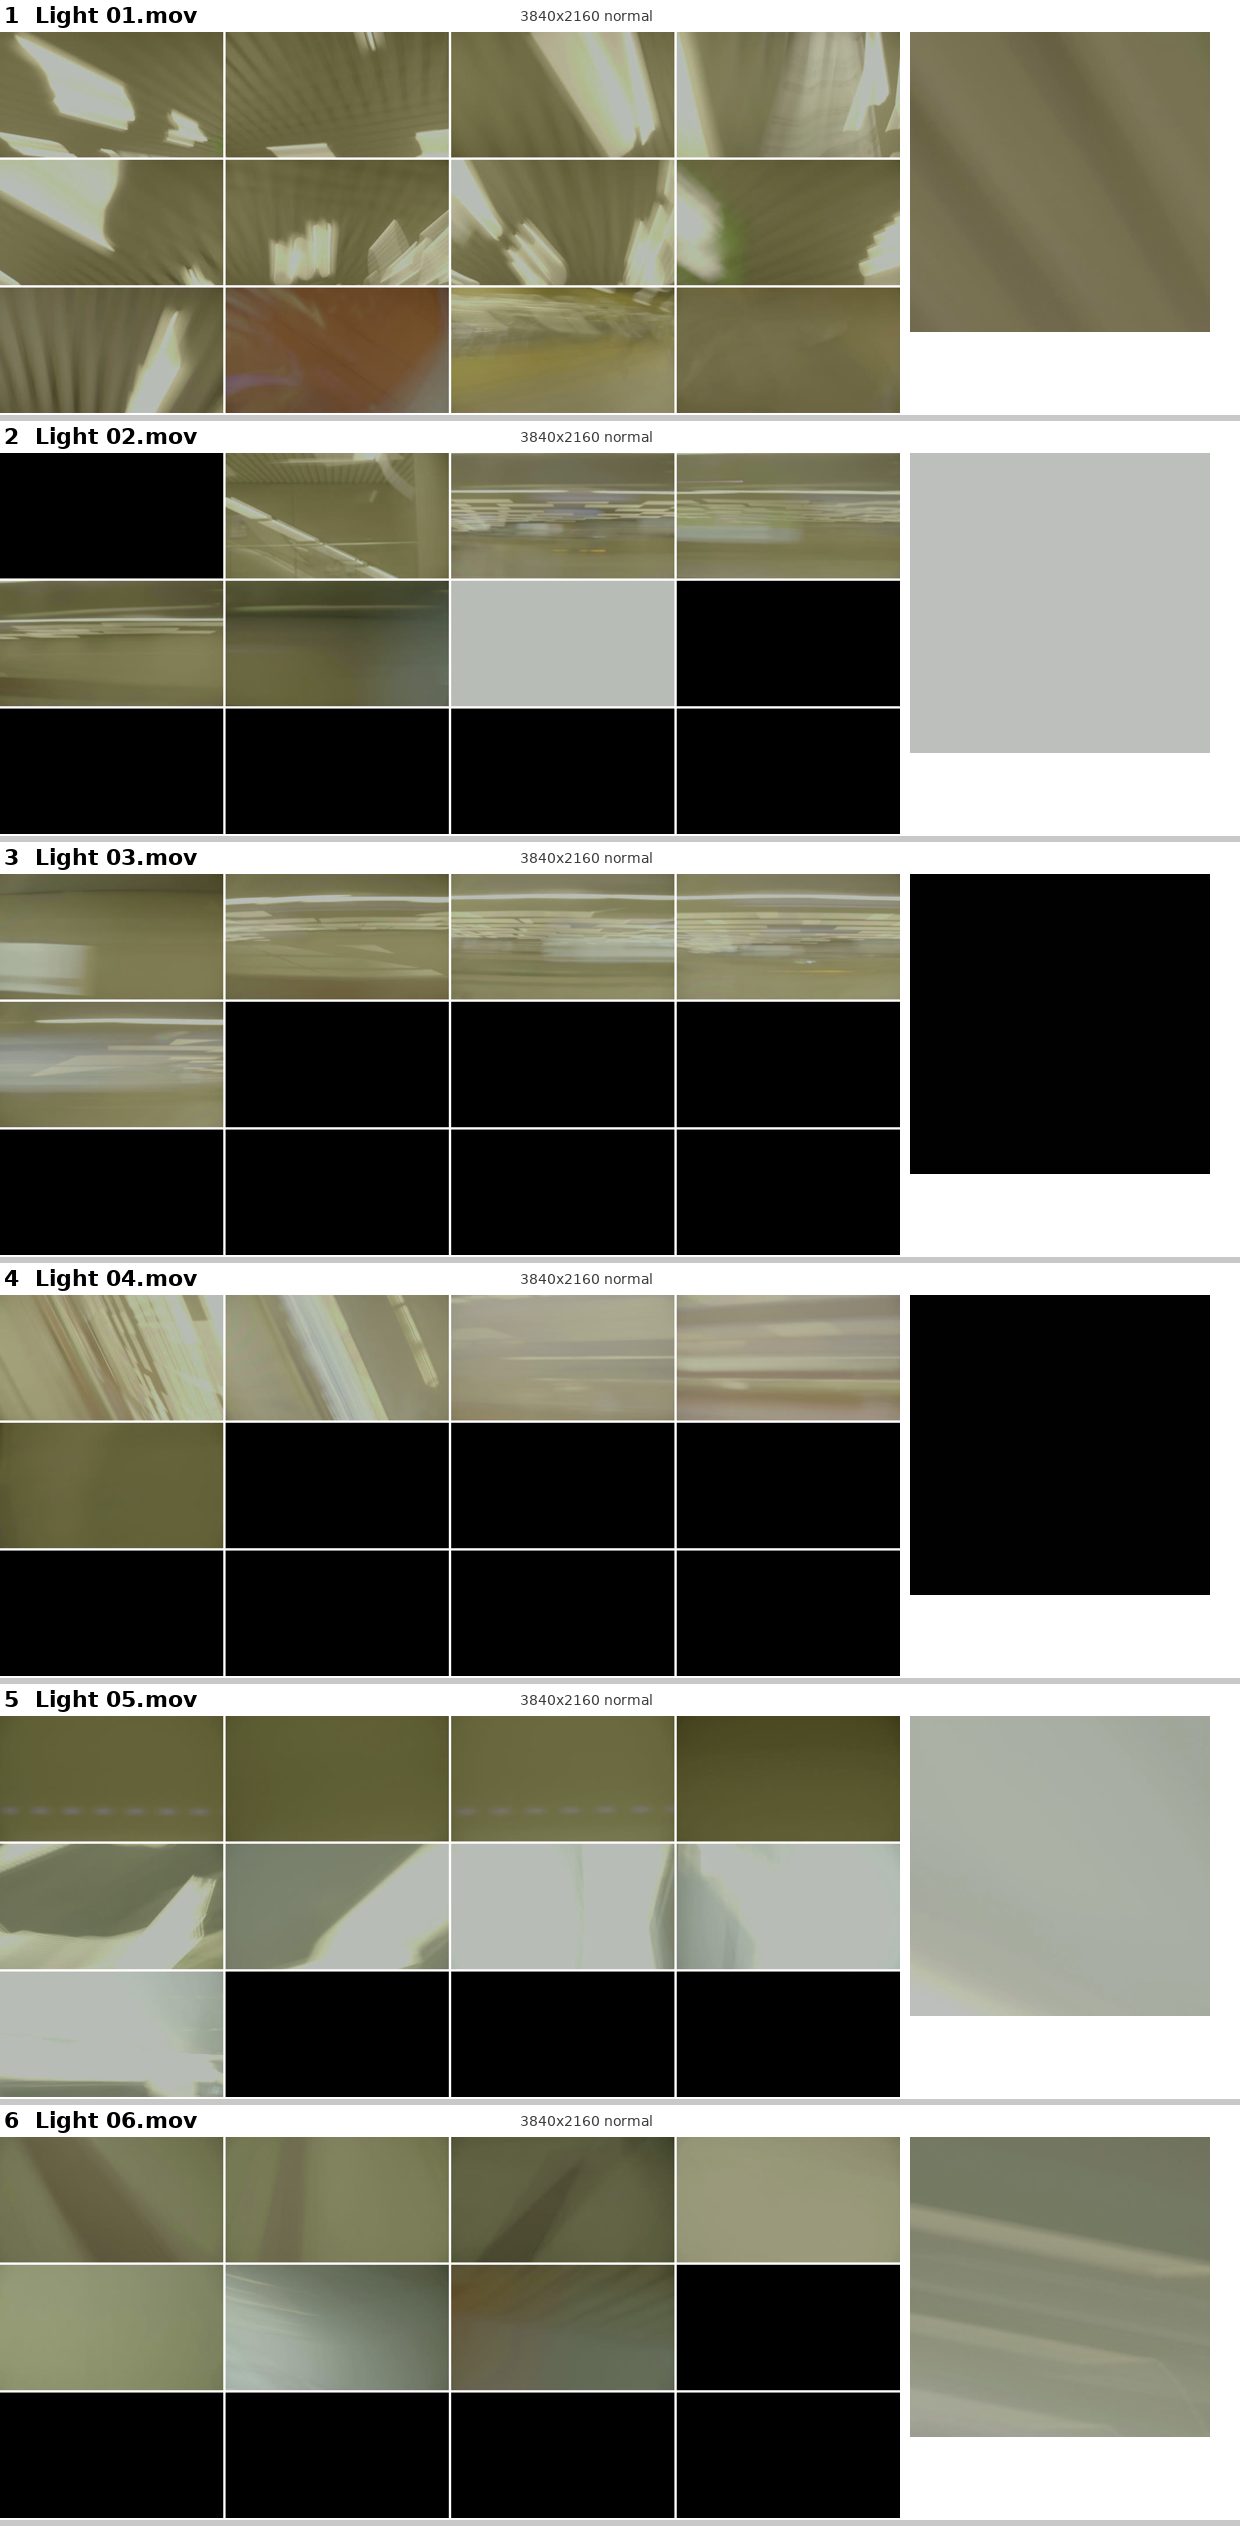 1 Light 01.mov 3840x2160 normal
2 Light 02.mov 3840x2160 normal
3 Light 03.mov 3840x2160 normal
4 Light 04.mov 3840x2160 normal
5 Light 05.mov 3840x2160 normal
6 Light 06.mov 3840x2160 normal